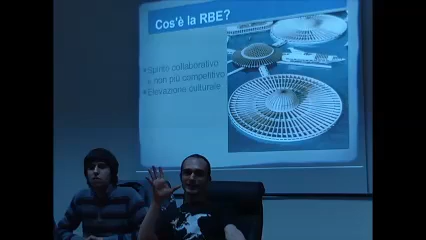 Cos'è la RBE?
Spirito collaborativo
e non più competitivo
Elevazione culturale